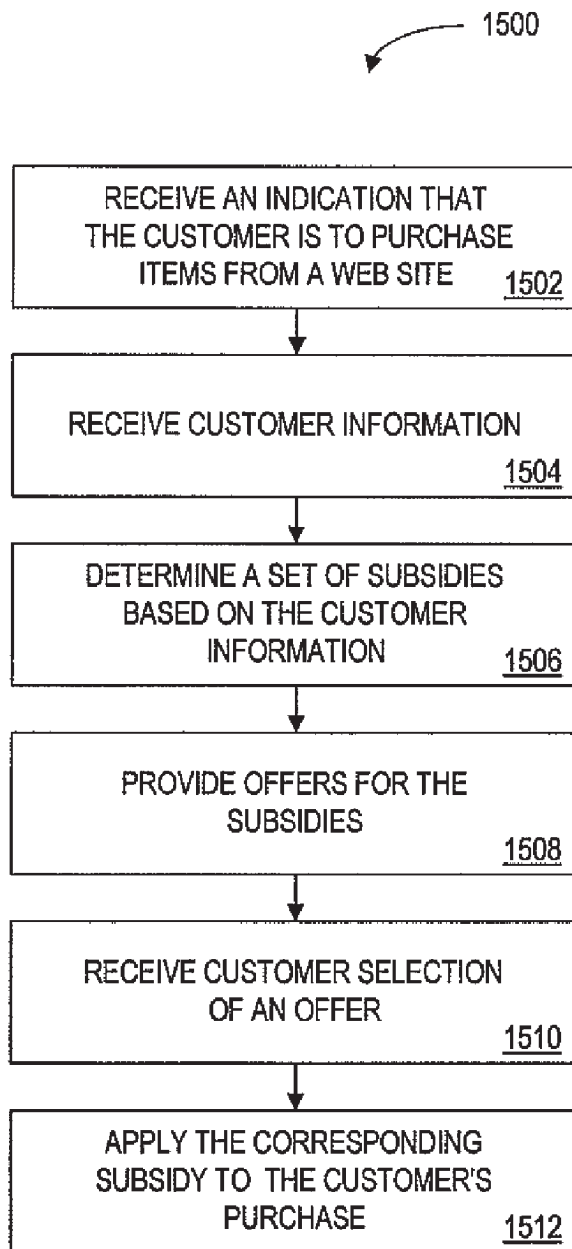 1500
RECEIVE AN INDICATION THAT
THE CUSTOMER IS TO PURCHASE
ITEMS FROM A WEB SITE
1502
RECEIVE CUSTOMER INFORMATION
1504
DETERMINE A SET OF SUBSIDIES
BASED ON THE CUSTOMER
INFORMATION
1506
PROVIDE OFFERS FOR THE
SUBSIDIES
1508
RECEIVE CUSTOMER SELECTION
OF AN OFFER
1510
APPLY THE CORRESPONDING
SUBSIDY TO THE CUSTOMER'S
PURCHASE
1512